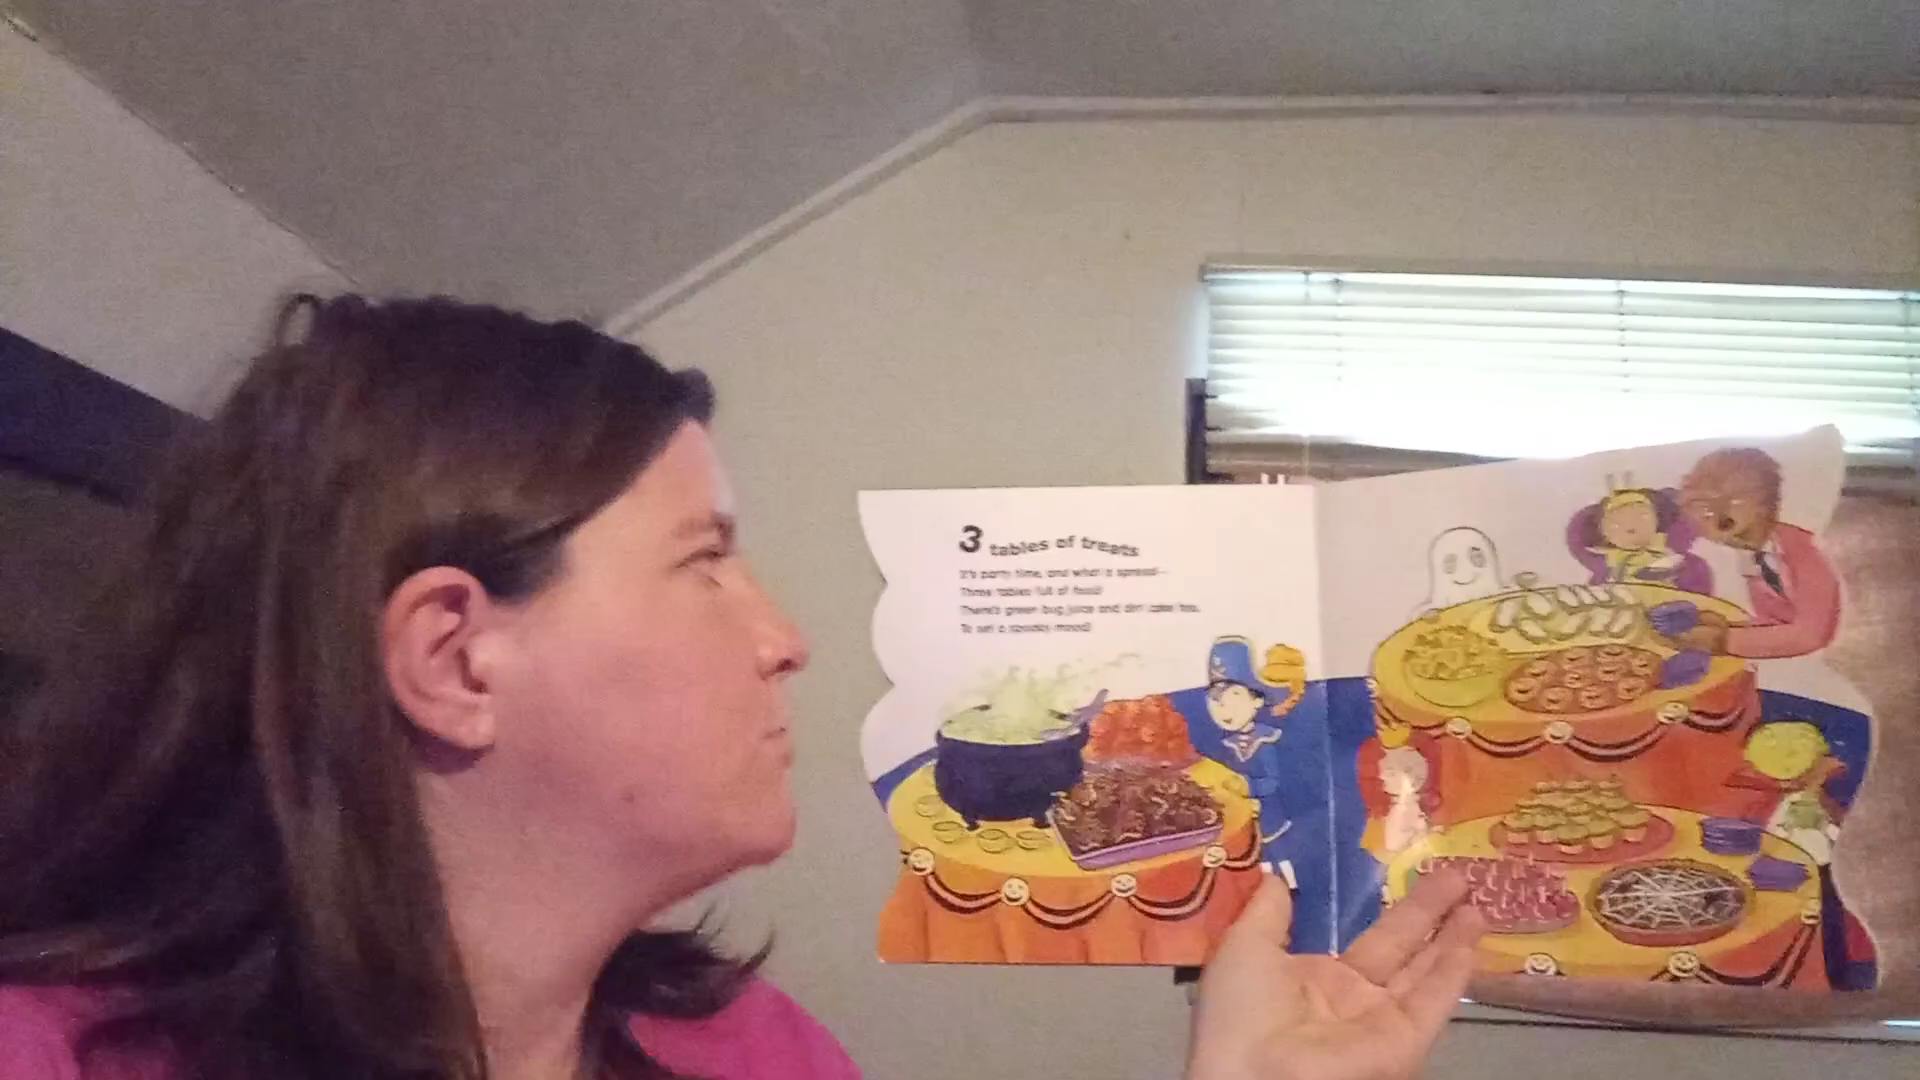 3 tables of treats
It's party time, and what a spread—
Three tables full of food!
There's green bug juice and dirt cake too,
To set a spooky mood!